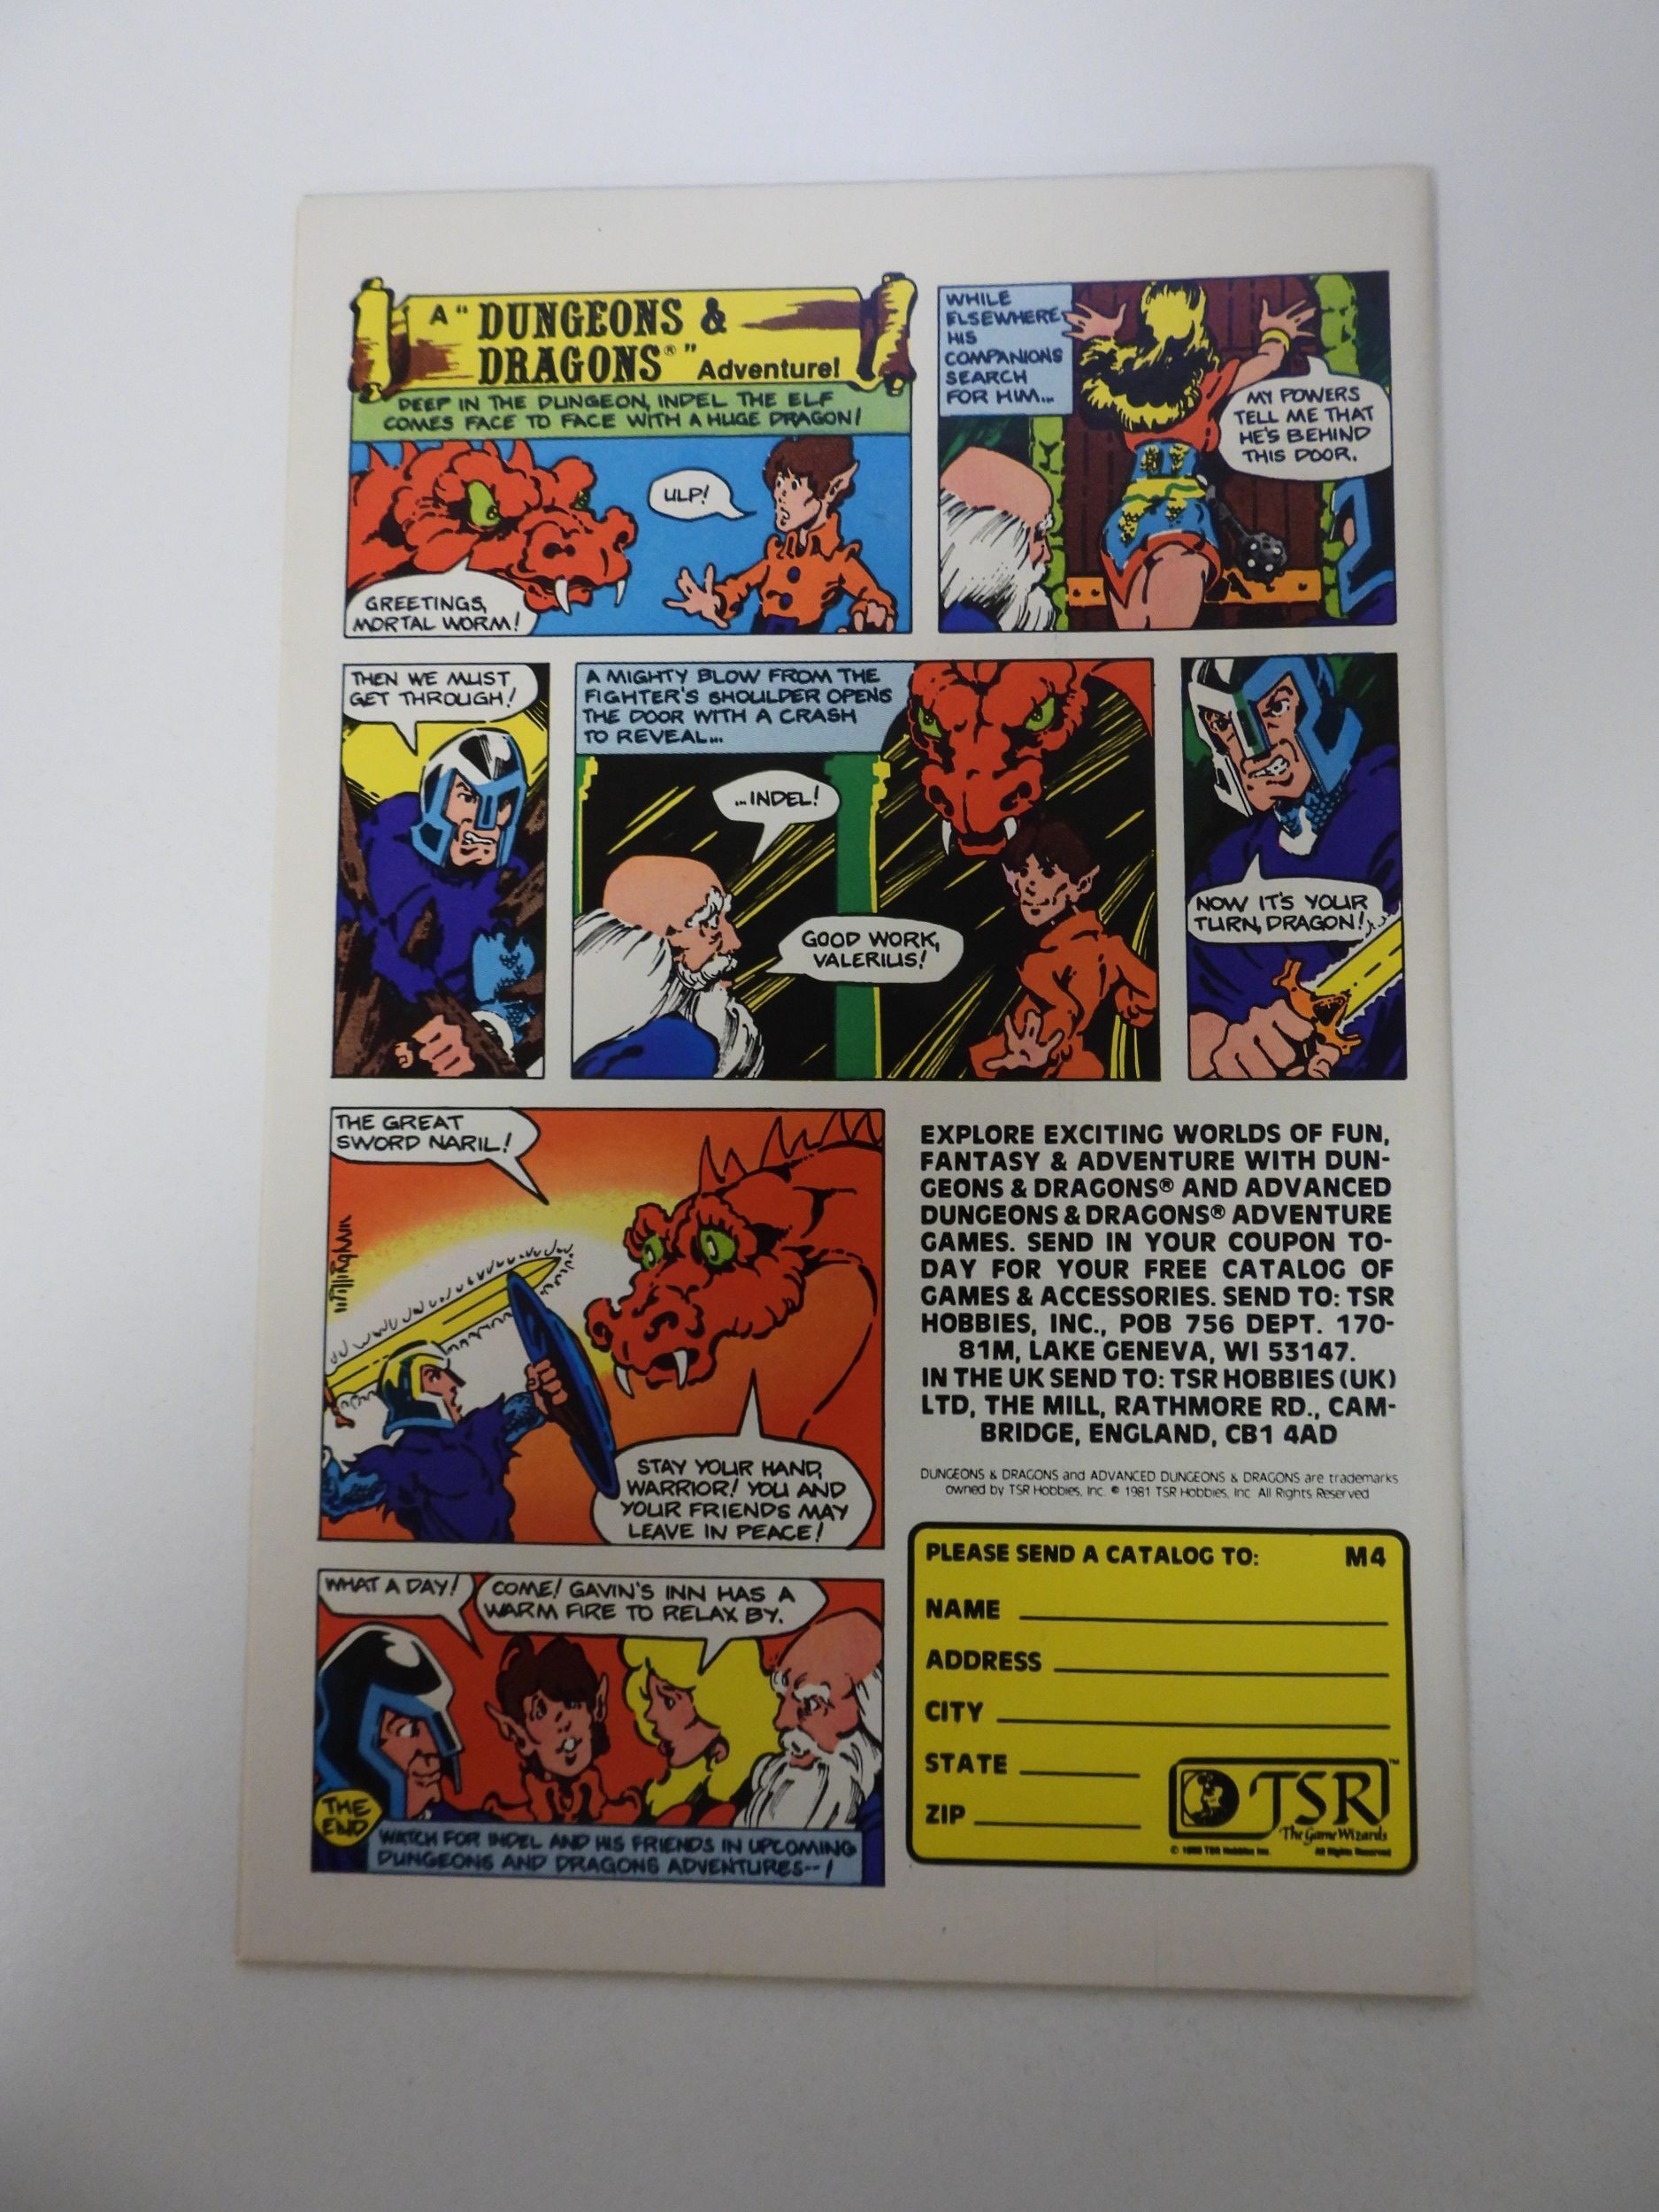 A "DUNGEONS &
DRAGONS® "Adventure!
DEEP IN THE DUNGEON, INDEL THE ELF
COMES FACE TO FACE WITH A HUGE DRAGON!
ULP!
GREETINGS,
MORTAL WORM!
WHILE
ELSEWHERE
HIS
COMPANIONS
SEARCH
FOR HIM...
MY POWERS
TELL ME THAT
HE'S BEHIND
THIS DOOR.
THEN WE MUST
GET THROUGH!
A MIGHTY BLOW FROM THE
FIGHTER'S SHOULDER OPENS
THE DOOR WITH A CRASH
TO REVEAL...
...INDEL!
GOOD WORK,
VALERIUS!
NOW IT'S YOUR
TURN, DRAGON!
THE GREAT
SWORD NARIL!
STAY YOUR HAND,
WARRIOR! YOU AND
YOUR FRIENDS MAY
LEAVE IN PEACE!
WHAT A DAY!
COME! GAVIN'S INN HAS A
WARM FIRE TO RELAX BY.
THE
END
WATCH FOR INDEL AND HIS FRIENDS IN UPCOMING
DUNGEONS AND DRAGONS ADVENTURES--!
EXPLORE EXCITING WORLDS OF FUN,
FANTASY & ADVENTURE WITH DUN-
GEONS & DRAGONS® AND ADVANCED
DUNGEONS & DRAGONS® ADVENTURE
GAMES. SEND IN YOUR COUPON TO-
DAY FOR YOUR FREE CATALOG OF
GAMES & ACCESSORIES. SEND TO: TSR
HOBBIES, INC., POB 756 DEPT. 170-
81M, LAKE GENEVA, WI 53147.
IN THE UK SEND TO: TSR HOBBIES (UK)
LTD, THE MILL, RATHMORE RD., CAM-
BRIDGE, ENGLAND, CB1 4AD
DUNGEONS & DRAGONS and ADVANCED DUNGEONS & DRAGONS are trademarks
owned by TSR Hobbies, Inc. © 1981 TSR Hobbies, Inc. All Rights Reserved
PLEASE SEND A CATALOG TO: M4
NAME
ADDRESS
CITY
STATE
ZIP
TSR™
The Game Wizards
© 1980 TSR Hobbies Inc. All Rights Reserved